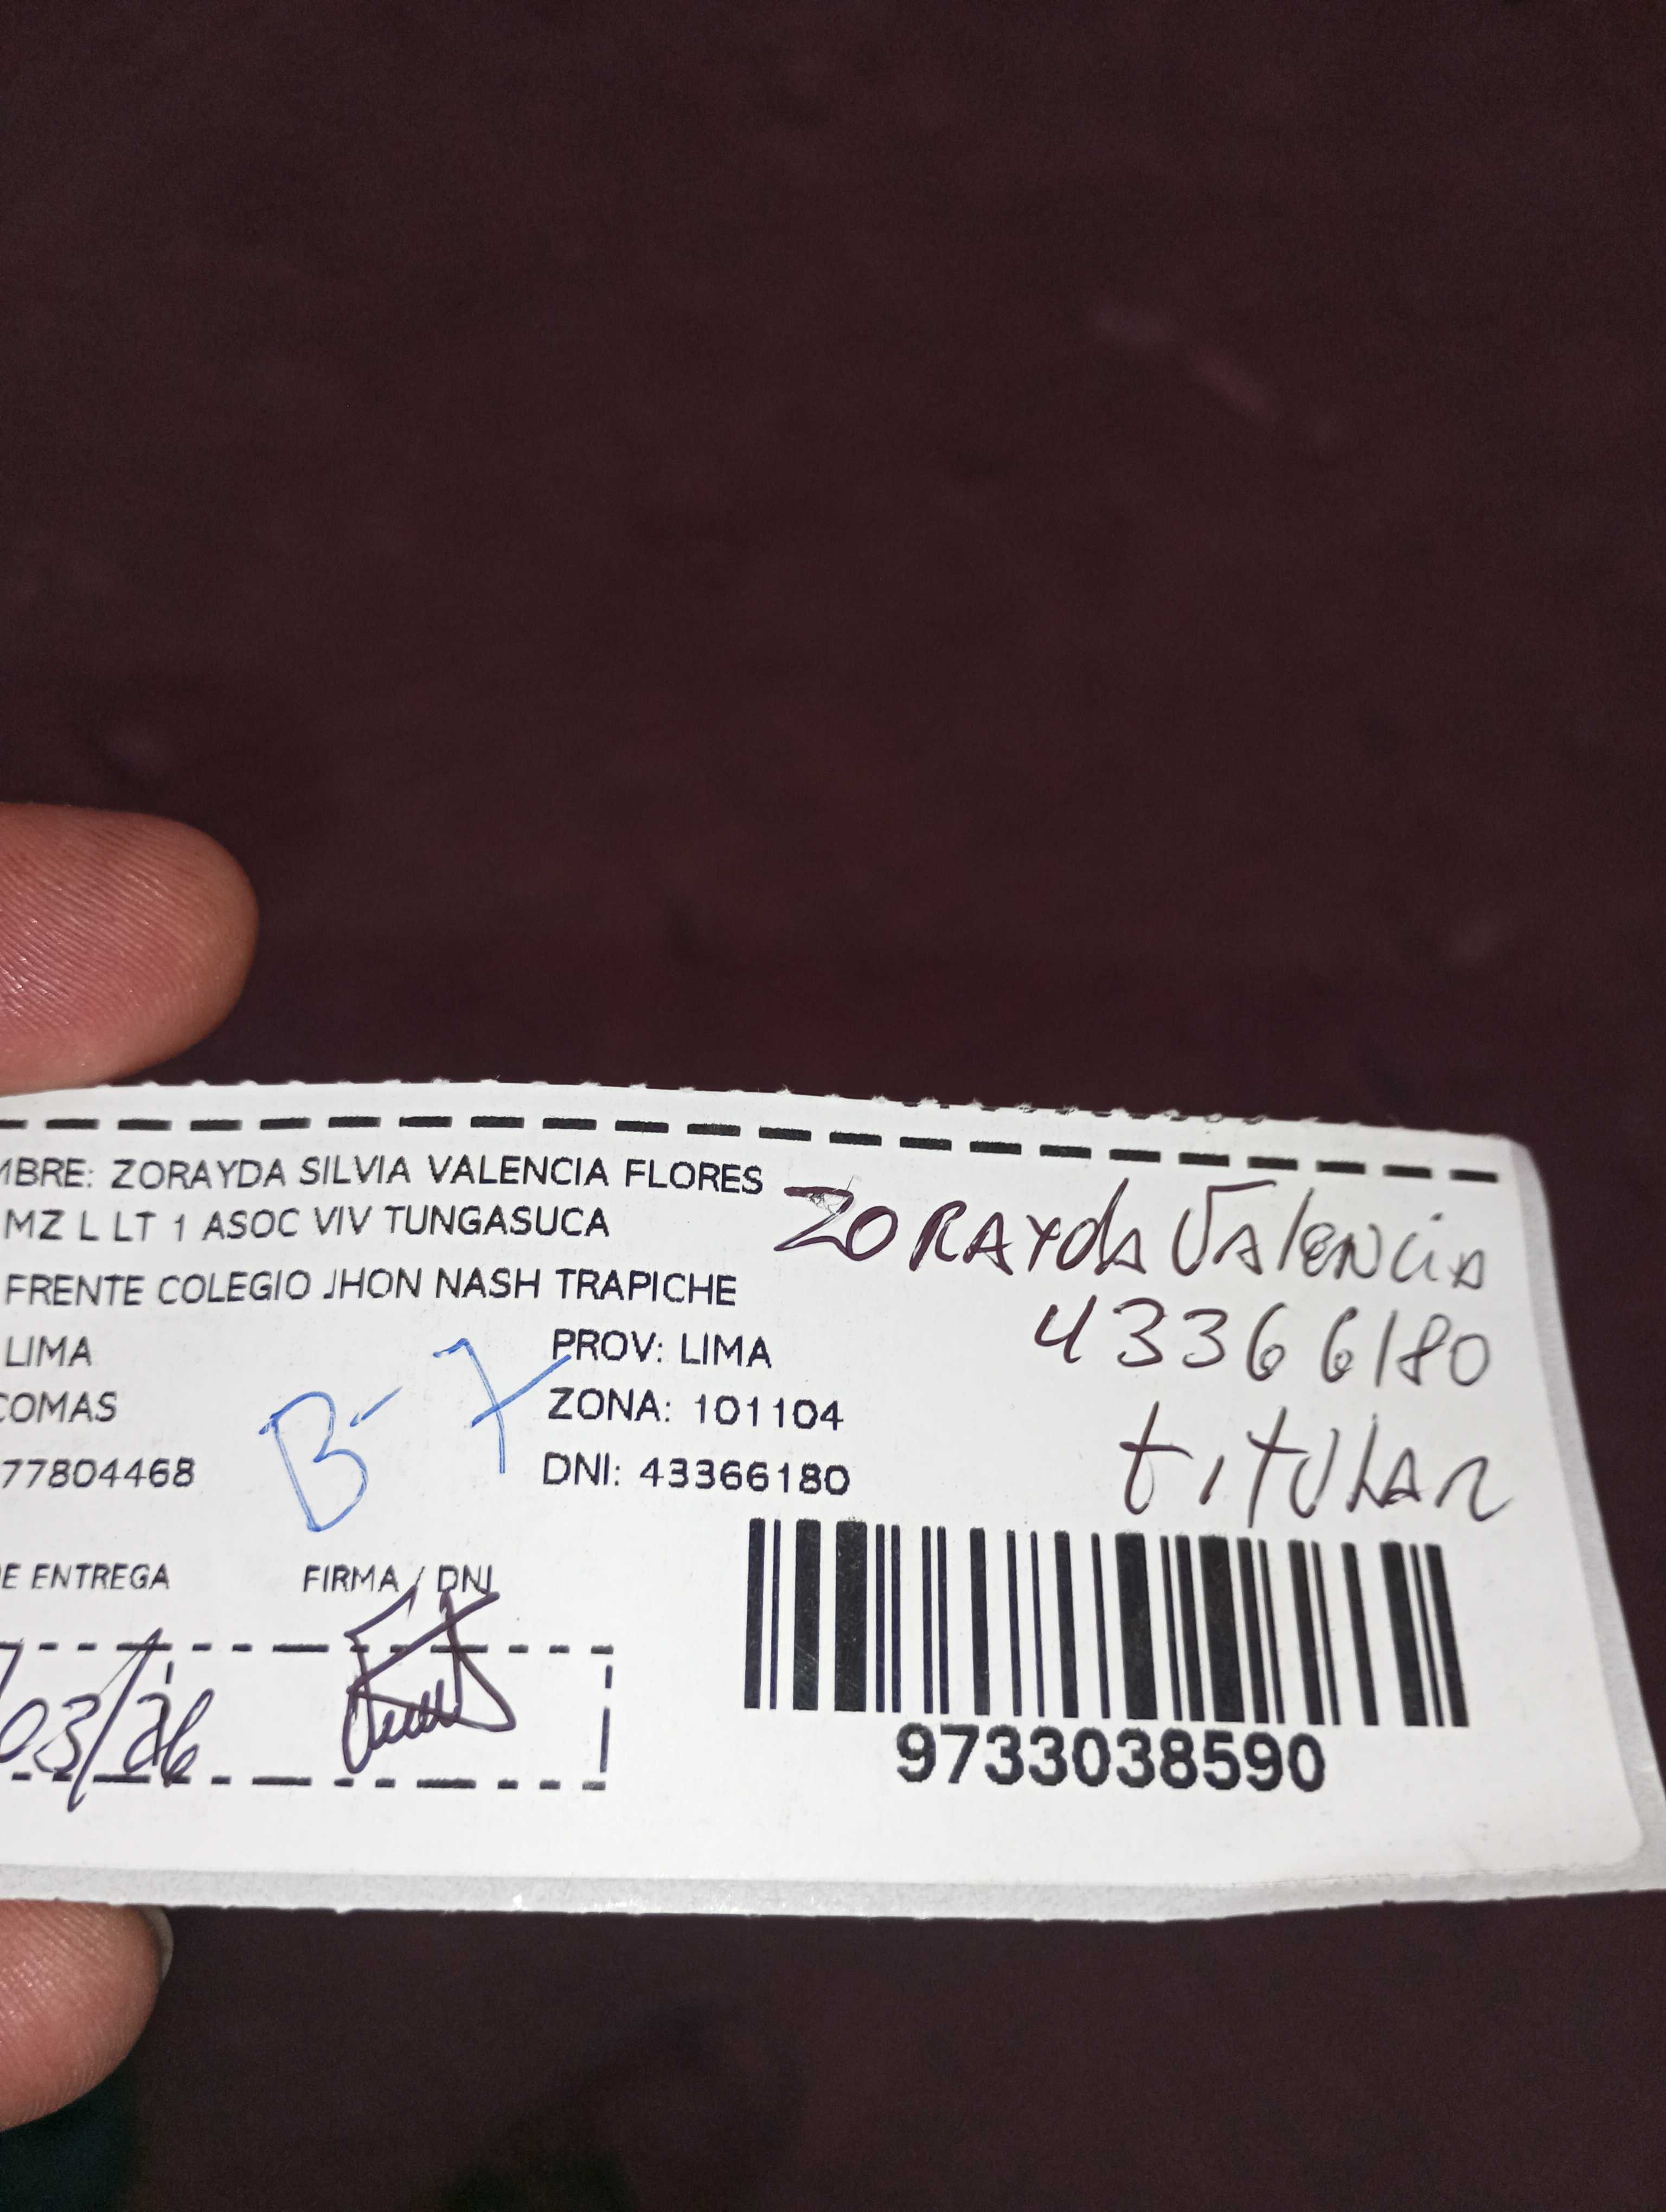 MBRE: ZORAYDA SILVIA VALENCIA FLORES
MZ L LT 1 ASOC VIV TUNGASUCA
FRENTE COLEGIO JHON NASH TRAPICHE
LIMA PROV: LIMA
COMAS ZONA: 101104
77804468 DNI: 43366180
B-7
ZORAYdA VAlENCiA
43366180
titULAR
E ENTREGA FIRMA / DNI
03/26
9733038590